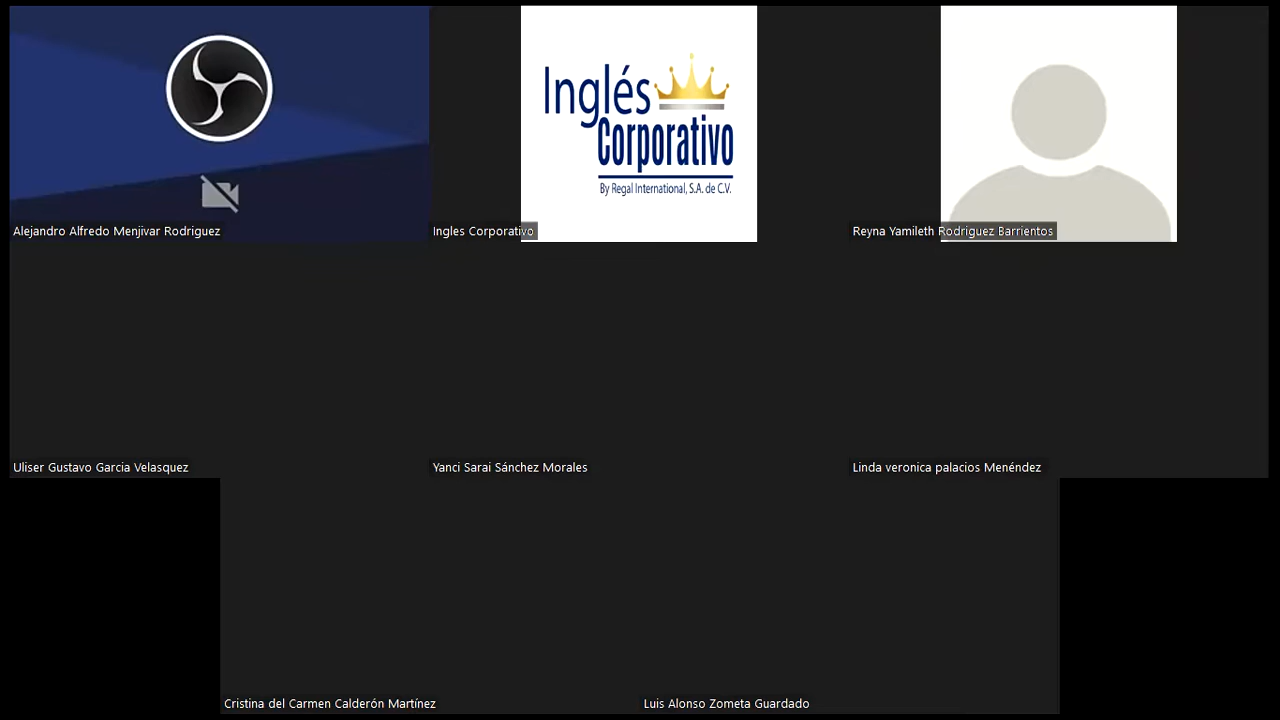 Inglés
Corporativo
By Regal International, S.A. de C.V.
Alejandro Alfredo Menjivar Rodriguez
Ingles Corporativo
Reyna Yamileth Rodriguez Barrientos
Uliser Gustavo Garcia Velasquez
Yanci Sarai Sánchez Morales
Linda veronica palacios Menéndez
Cristina del Carmen Calderón Martínez
Luis Alonso Zometa Guardado